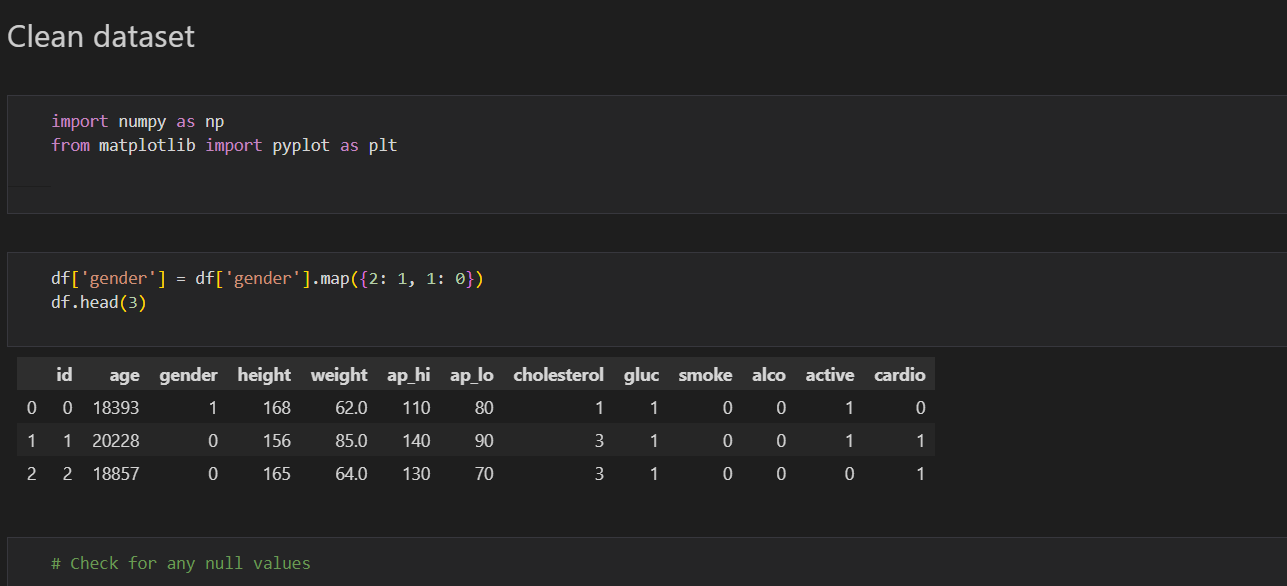 Clean dataset
import numpy as np
from matplotlib import pyplot as plt
df['gender'] = df['gender'].map({2: 1, 1: 0})
df.head(3)
id age gender height weight ap_hi ap_lo cholesterol gluc smoke alco active cardio
0 0 18393 1 168 62.0 110 80 1 1 0 0 1 0
1 1 20228 0 156 85.0 140 90 3 1 0 0 1 1
2 2 18857 0 165 64.0 130 70 3 1 0 0 0 1
# Check for any null values